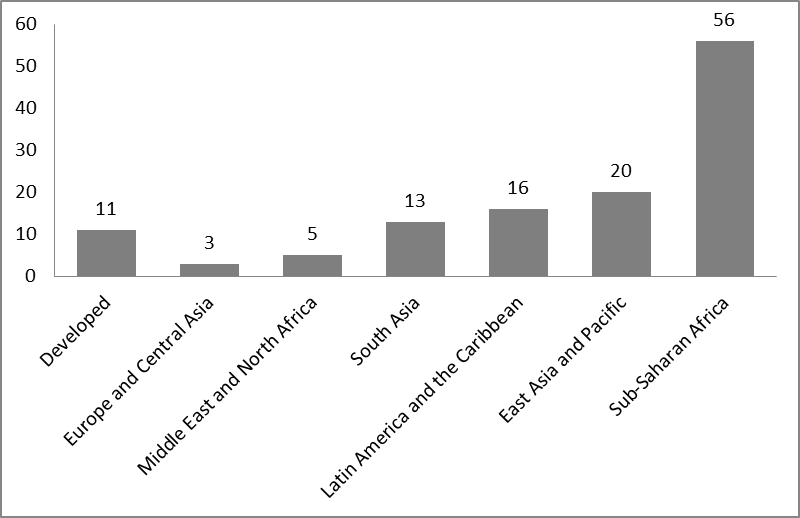 60
50
40
30
20
10
0
11
3
5
13
16
20
56
Developed
Europe and Central Asia
Middle East and North Africa
South Asia
Latin America and the Caribbean
East Asia and Pacific
Sub-Saharan Africa